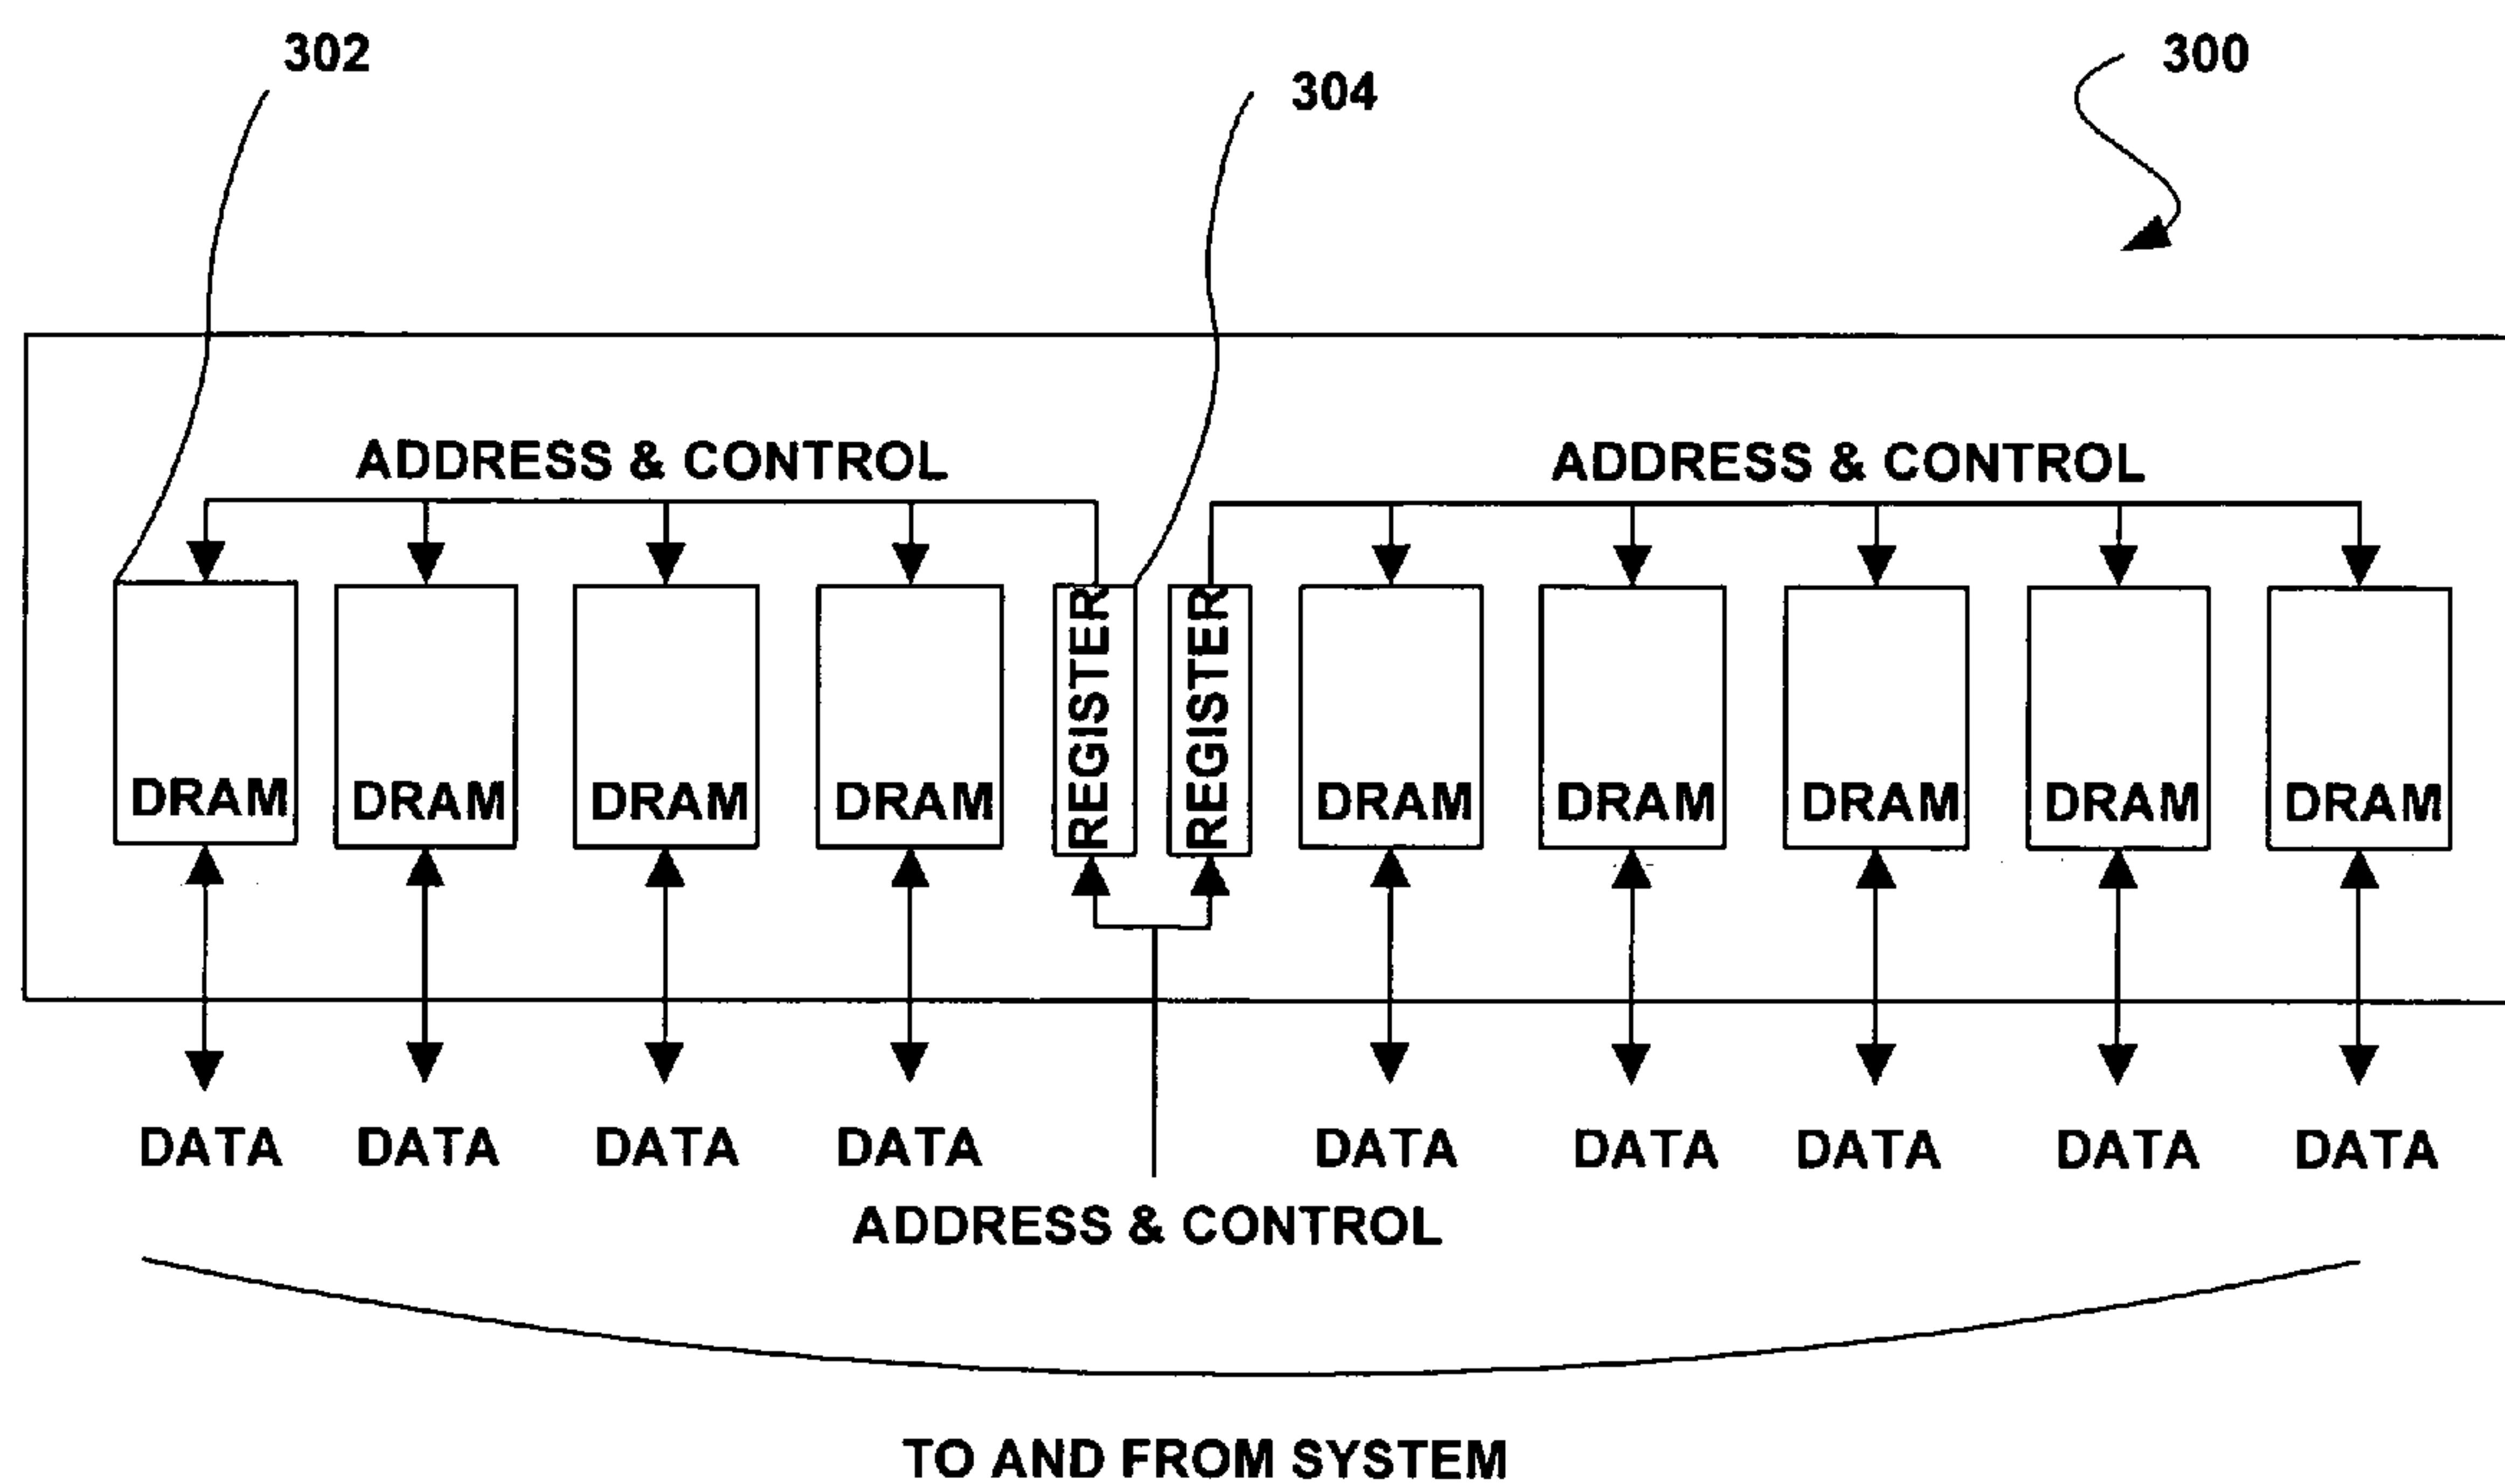 302
304
300
ADDRESS & CONTROL
ADDRESS & CONTROL
DRAM
DRAM
DRAM
DRAM
REGISTER
REGISTER
DRAM
DRAM
DRAM
DRAM
DRAM
DATA
DATA
DATA
DATA
DATA
DATA
DATA
DATA
DATA
ADDRESS & CONTROL
TO AND FROM SYSTEM